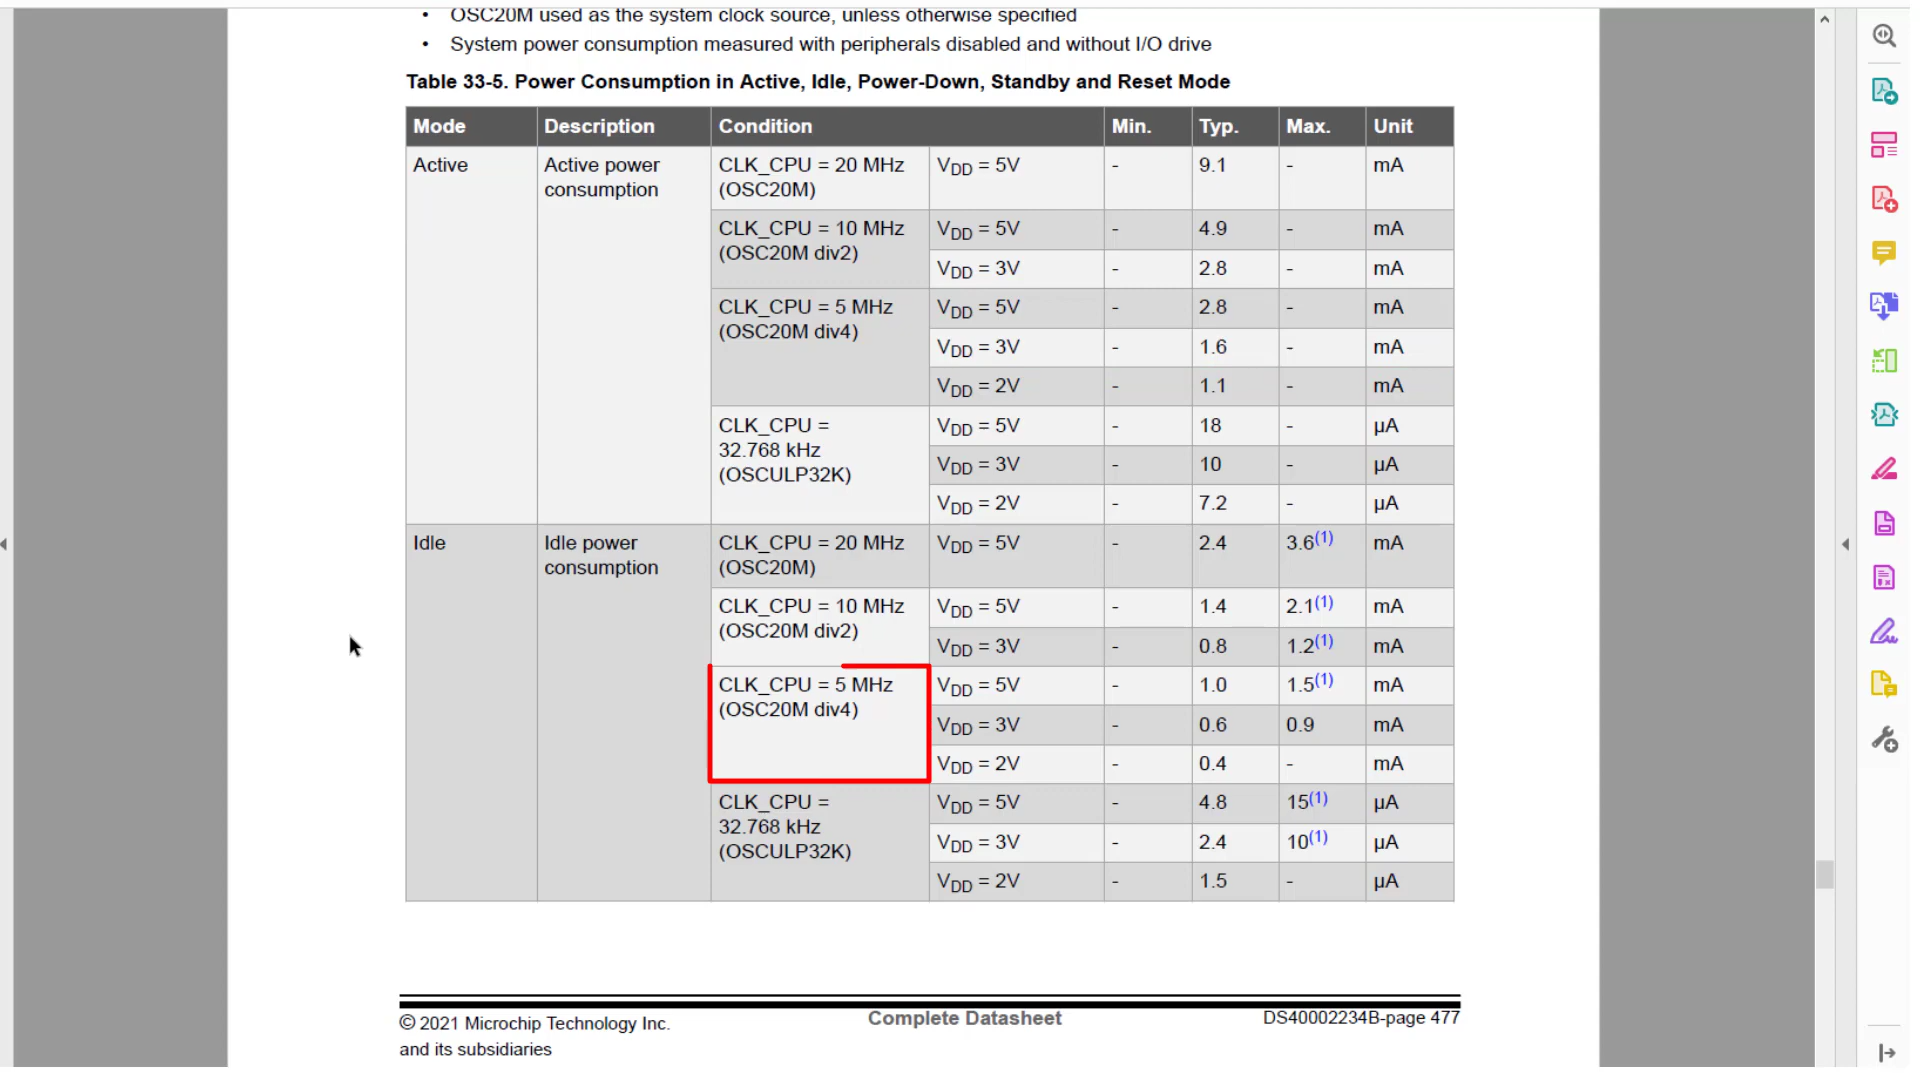 • OSC20M used as the system clock source, unless otherwise specified
• System power consumption measured with peripherals disabled and without I/O drive
Table 33-5. Power Consumption in Active, Idle, Power-Down, Standby and Reset Mode
Mode Description Condition Min. Typ. Max. Unit
Active Active power consumption CLK_CPU = 20 MHz (OSC20M) VDD = 5V - 9.1 - mA
CLK_CPU = 10 MHz (OSC20M div2) VDD = 5V - 4.9 - mA
VDD = 3V - 2.8 - mA
CLK_CPU = 5 MHz (OSC20M div4) VDD = 5V - 2.8 - mA
VDD = 3V - 1.6 - mA
VDD = 2V - 1.1 - mA
CLK_CPU = 32.768 kHz (OSCULP32K) VDD = 5V - 18 - µA
VDD = 3V - 10 - µA
VDD = 2V - 7.2 - µA
Idle Idle power consumption CLK_CPU = 20 MHz (OSC20M) VDD = 5V - 2.4 3.6(1) mA
CLK_CPU = 10 MHz (OSC20M div2) VDD = 5V - 1.4 2.1(1) mA
VDD = 3V - 0.8 1.2(1) mA
CLK_CPU = 5 MHz (OSC20M div4) VDD = 5V - 1.0 1.5(1) mA
VDD = 3V - 0.6 0.9 mA
VDD = 2V - 0.4 - mA
CLK_CPU = 32.768 kHz (OSCULP32K) VDD = 5V - 4.8 15(1) µA
VDD = 3V - 2.4 10(1) µA
VDD = 2V - 1.5 - µA
© 2021 Microchip Technology Inc. Complete Datasheet DS40002234B-page 477
and its subsidiaries